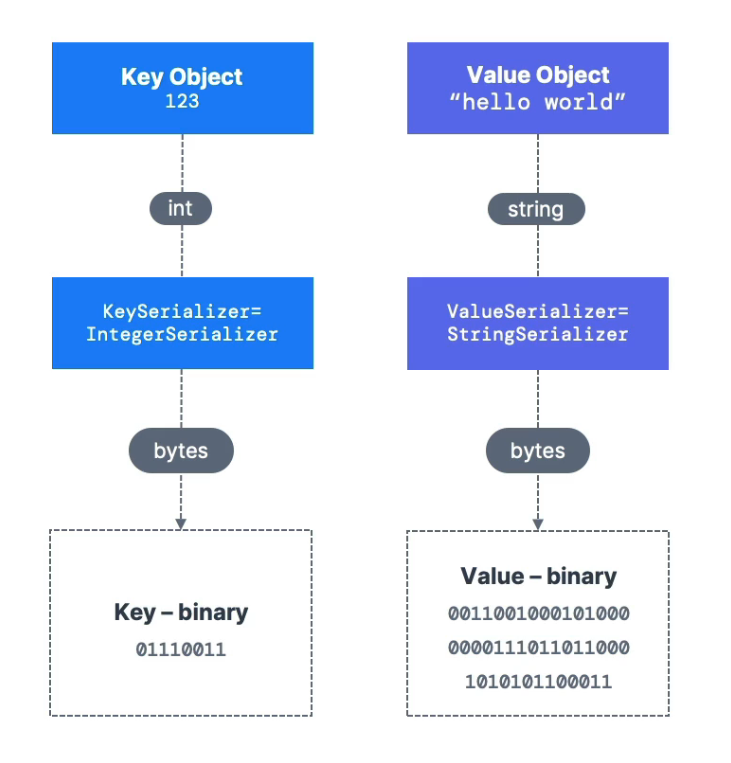 Key Object
123
int
KeySerializer=
IntegerSerializer
bytes
Key – binary
01110011
Value Object
“hello world”
string
ValueSerializer=
StringSerializer
bytes
Value – binary
0011001000101000
0000111011011000
1010101100011